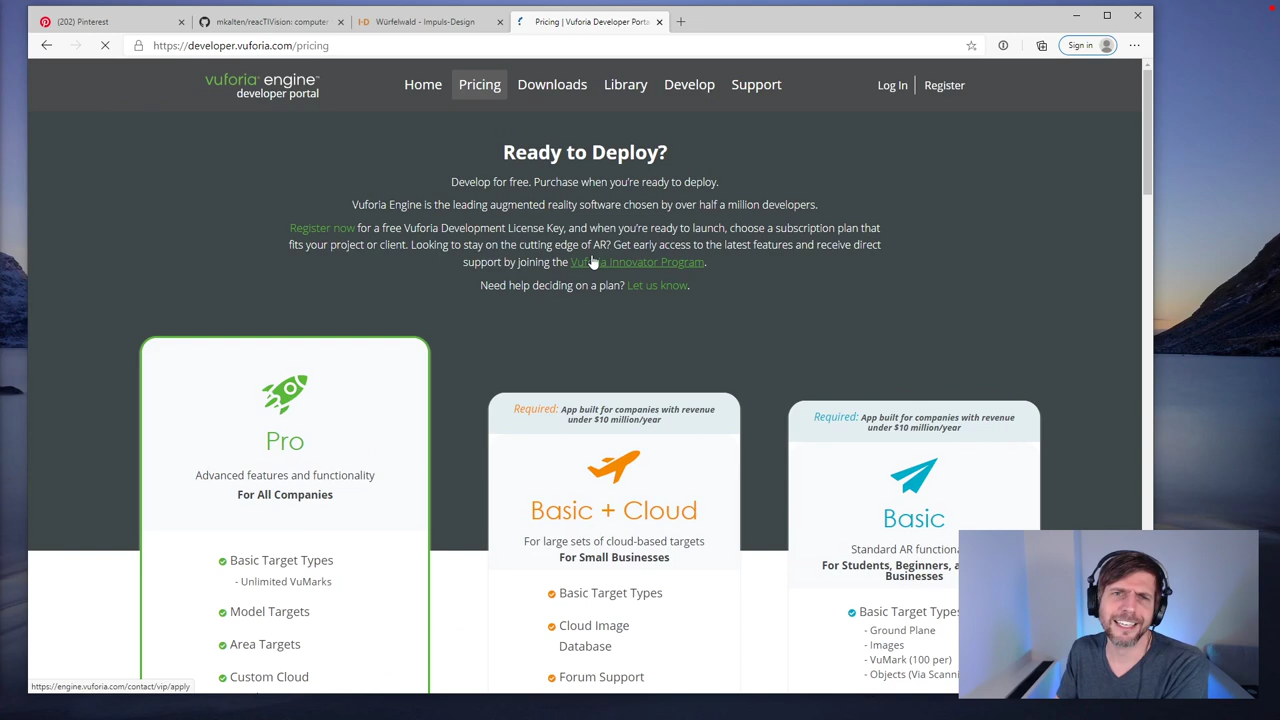 (202) Pinterest
mkalten/reacTIVision: computer
I-D Würfelwald - Impuls-Design
Pricing | Vuforia Developer Porta
https://developer.vuforia.com/pricing
Sign in
vuforia® engine™
developer portal
Home Pricing Downloads Library Develop Support
Log In Register
Ready to Deploy?
Develop for free. Purchase when you're ready to deploy.
Vuforia Engine is the leading augmented reality software chosen by over half a million developers.
Register now for a free Vuforia Development License Key, and when you're ready to launch, choose a subscription plan that
fits your project or client. Looking to stay on the cutting edge of AR? Get early access to the latest features and receive direct
support by joining the Vuforia Innovator Program.
Need help deciding on a plan? Let us know.
Pro
Advanced features and functionality
For All Companies
Basic Target Types
- Unlimited VuMarks
Model Targets
Area Targets
Custom Cloud
Required: App built for companies with revenue
under $10 million/year
Basic + Cloud
For large sets of cloud-based targets
For Small Businesses
Basic Target Types
Cloud Image
Database
Forum Support
Required: App built for companies with revenue
under $10 million/year
Basic
Standard AR functiona
For Students, Beginners, a
Businesses
Basic Target Types
- Ground Plane
- Images
- VuMark (100 per)
- Objects (Via Scanni
https://engine.vuforia.com/contact/vip/apply